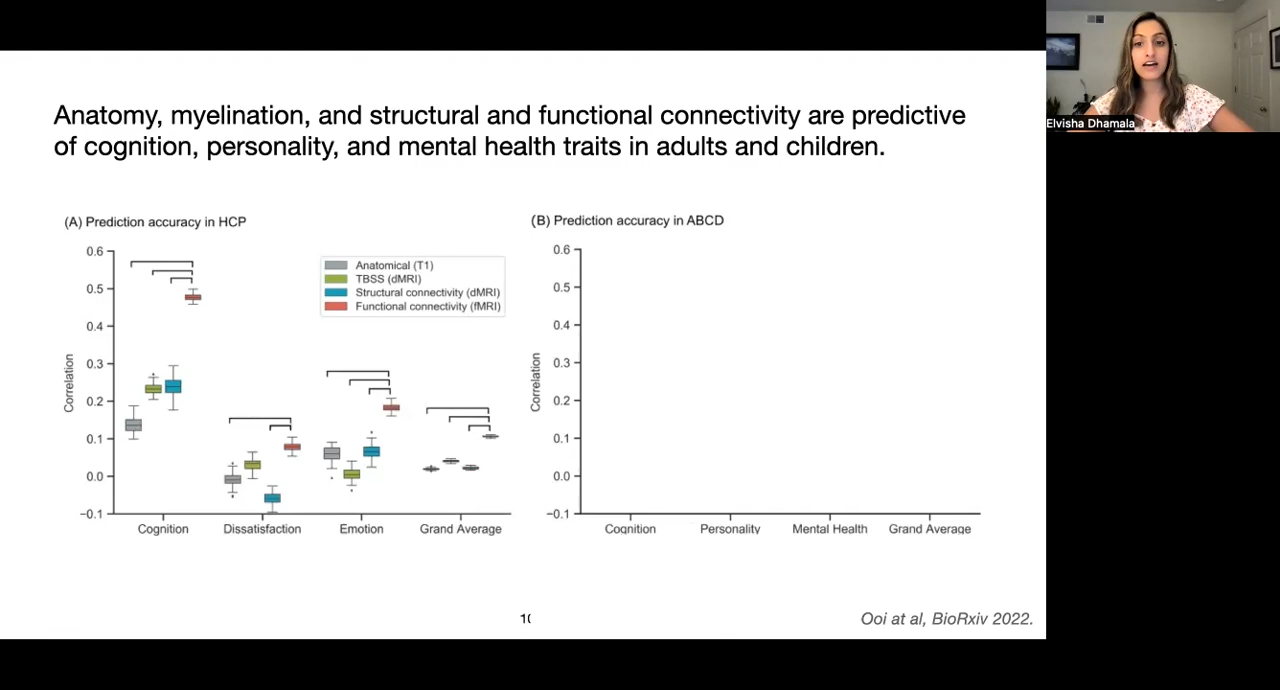 Elvisha Dhamala
Anatomy, myelination, and structural and functional connectivity are predictive
of cognition, personality, and mental health traits in adults and children.
(A) Prediction accuracy in HCP
0.6
0.5
0.4
0.3
0.2
0.1
0.0
−0.1
Correlation
Anatomical (T1)
TBSS (dMRI)
Structural connectivity (dMRI)
Functional connectivity (fMRI)
Cognition
Dissatisfaction
Emotion
Grand Average
(B) Prediction accuracy in ABCD
0.6
0.5
0.4
0.3
0.2
0.1
0.0
−0.1
Correlation
Cognition
Personality
Mental Health
Grand Average
Ooi at al, BioRxiv 2022.